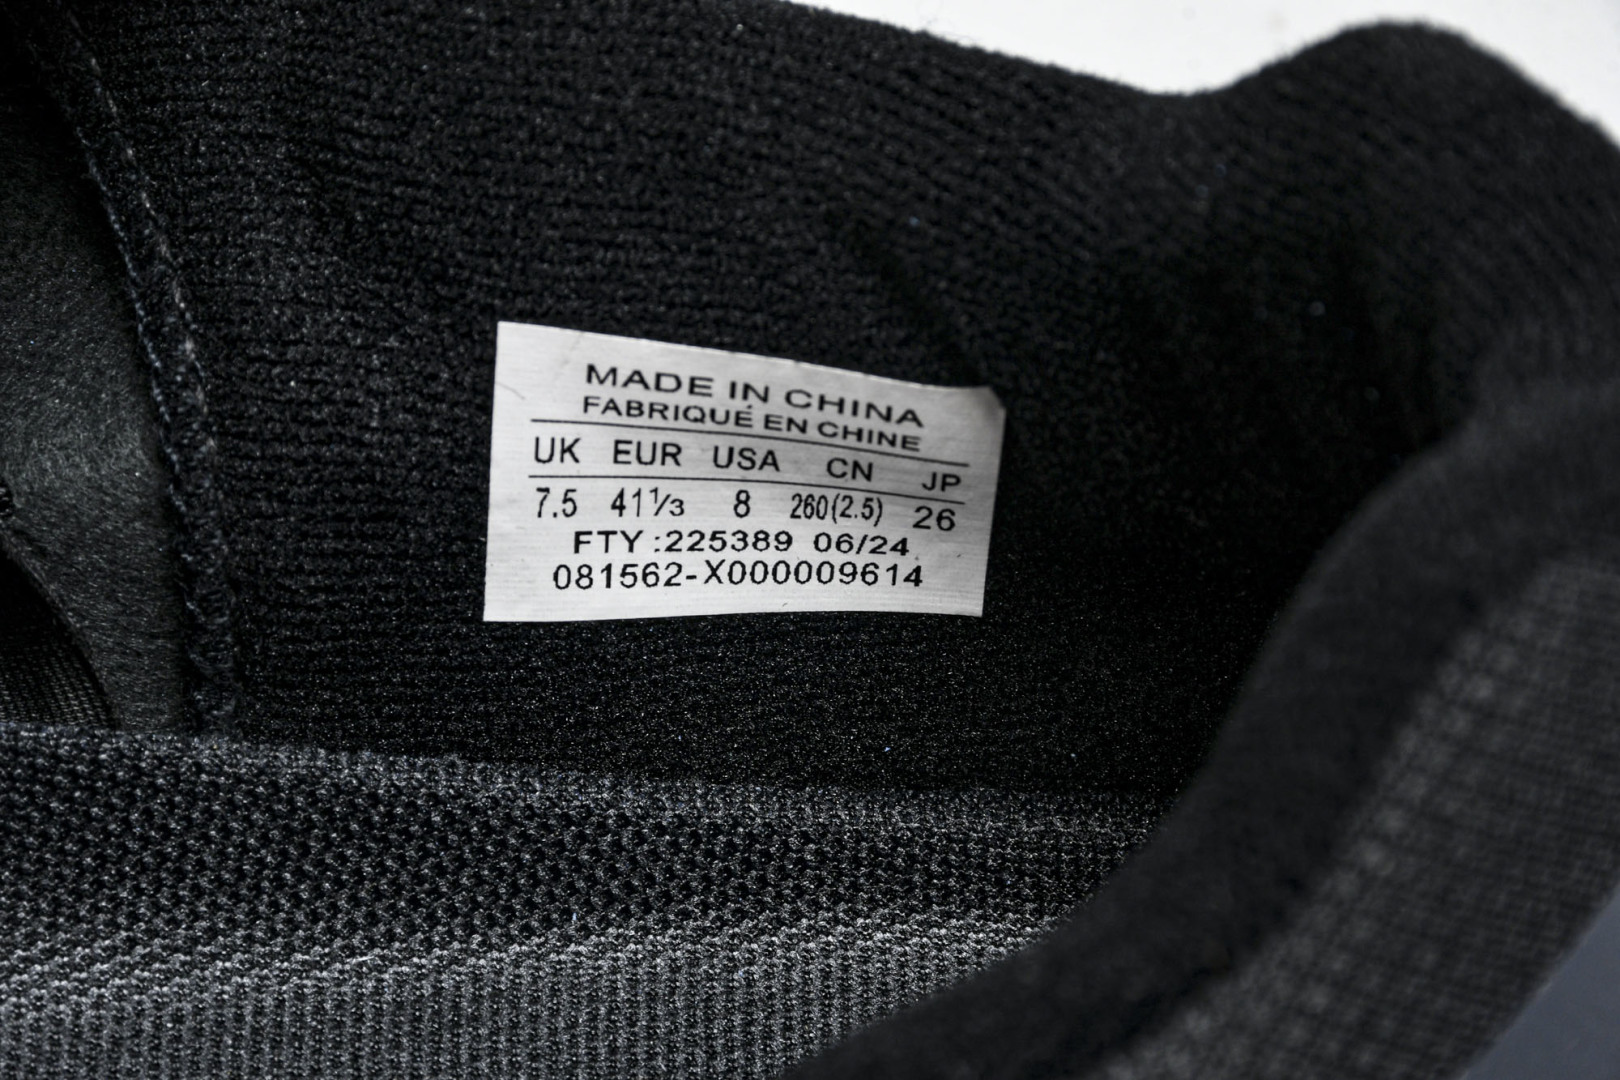 MADE IN CHINA
FABRIQUÉ EN CHINE
UK EUR USA CN JP
7.5 41⅓ 8 260(2.5) 26
FTY :225389 06/24
081562-X000009614